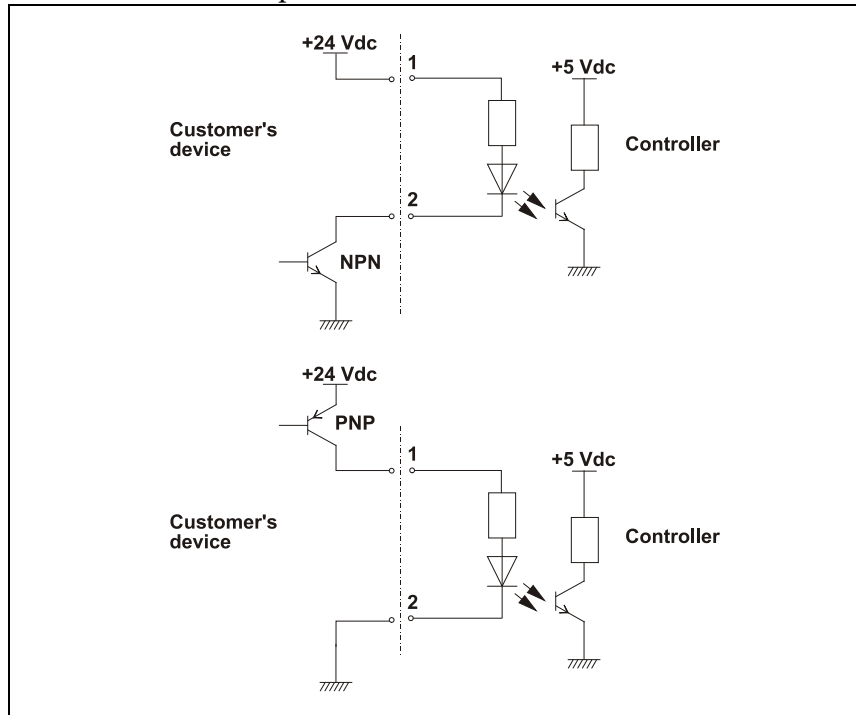 +24 Vdc
1
+5 Vdc
Customer's
device
Controller
2
NPN
+24 Vdc
PNP
1
+5 Vdc
Customer's
device
Controller
2